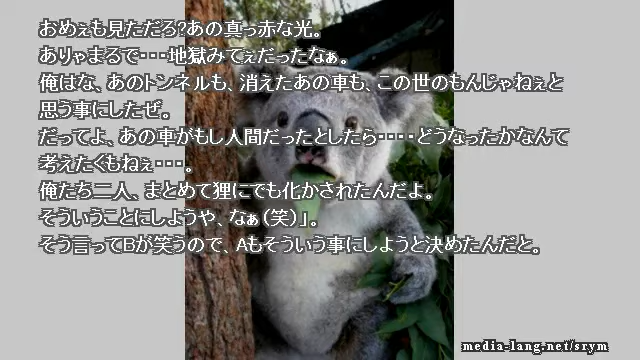 おめぇも見ただろ?あの真っ赤な光。
ありゃまるで・・・地獄みてぇだったなぁ。
俺はな、あのトンネルも、消えたあの車も、この世のもんじゃねぇと
思う事にしたぜ。
だってよ、あの車がもし人間だったとしたら・・・・どうなったかなんて
考えたくもねぇ・・・。
俺たち二人、まとめて狸にでも化かされたんだよ。
そういうことにしようや、なぁ（笑）」。
そう言ってBが笑うので、Aもそういう事にしようと決めたんだと。
media-lang.net/srym